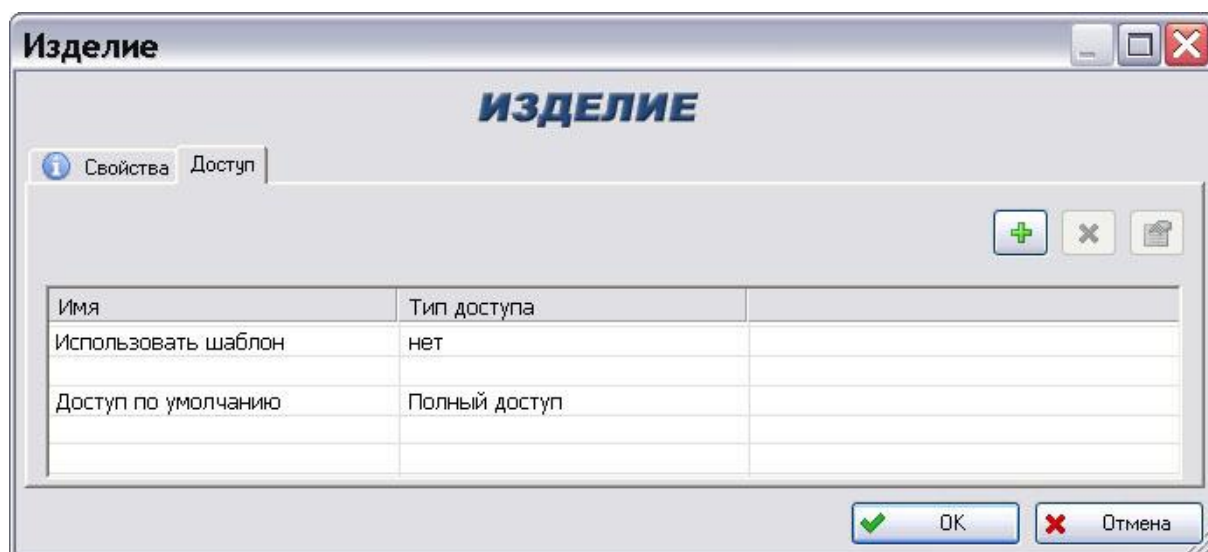 Изделие
ИЗДЕЛИЕ
Свойства Доступ
Имя Тип доступа
Использовать шаблон нет
Доступ по умолчанию Полный доступ
OK Отмена